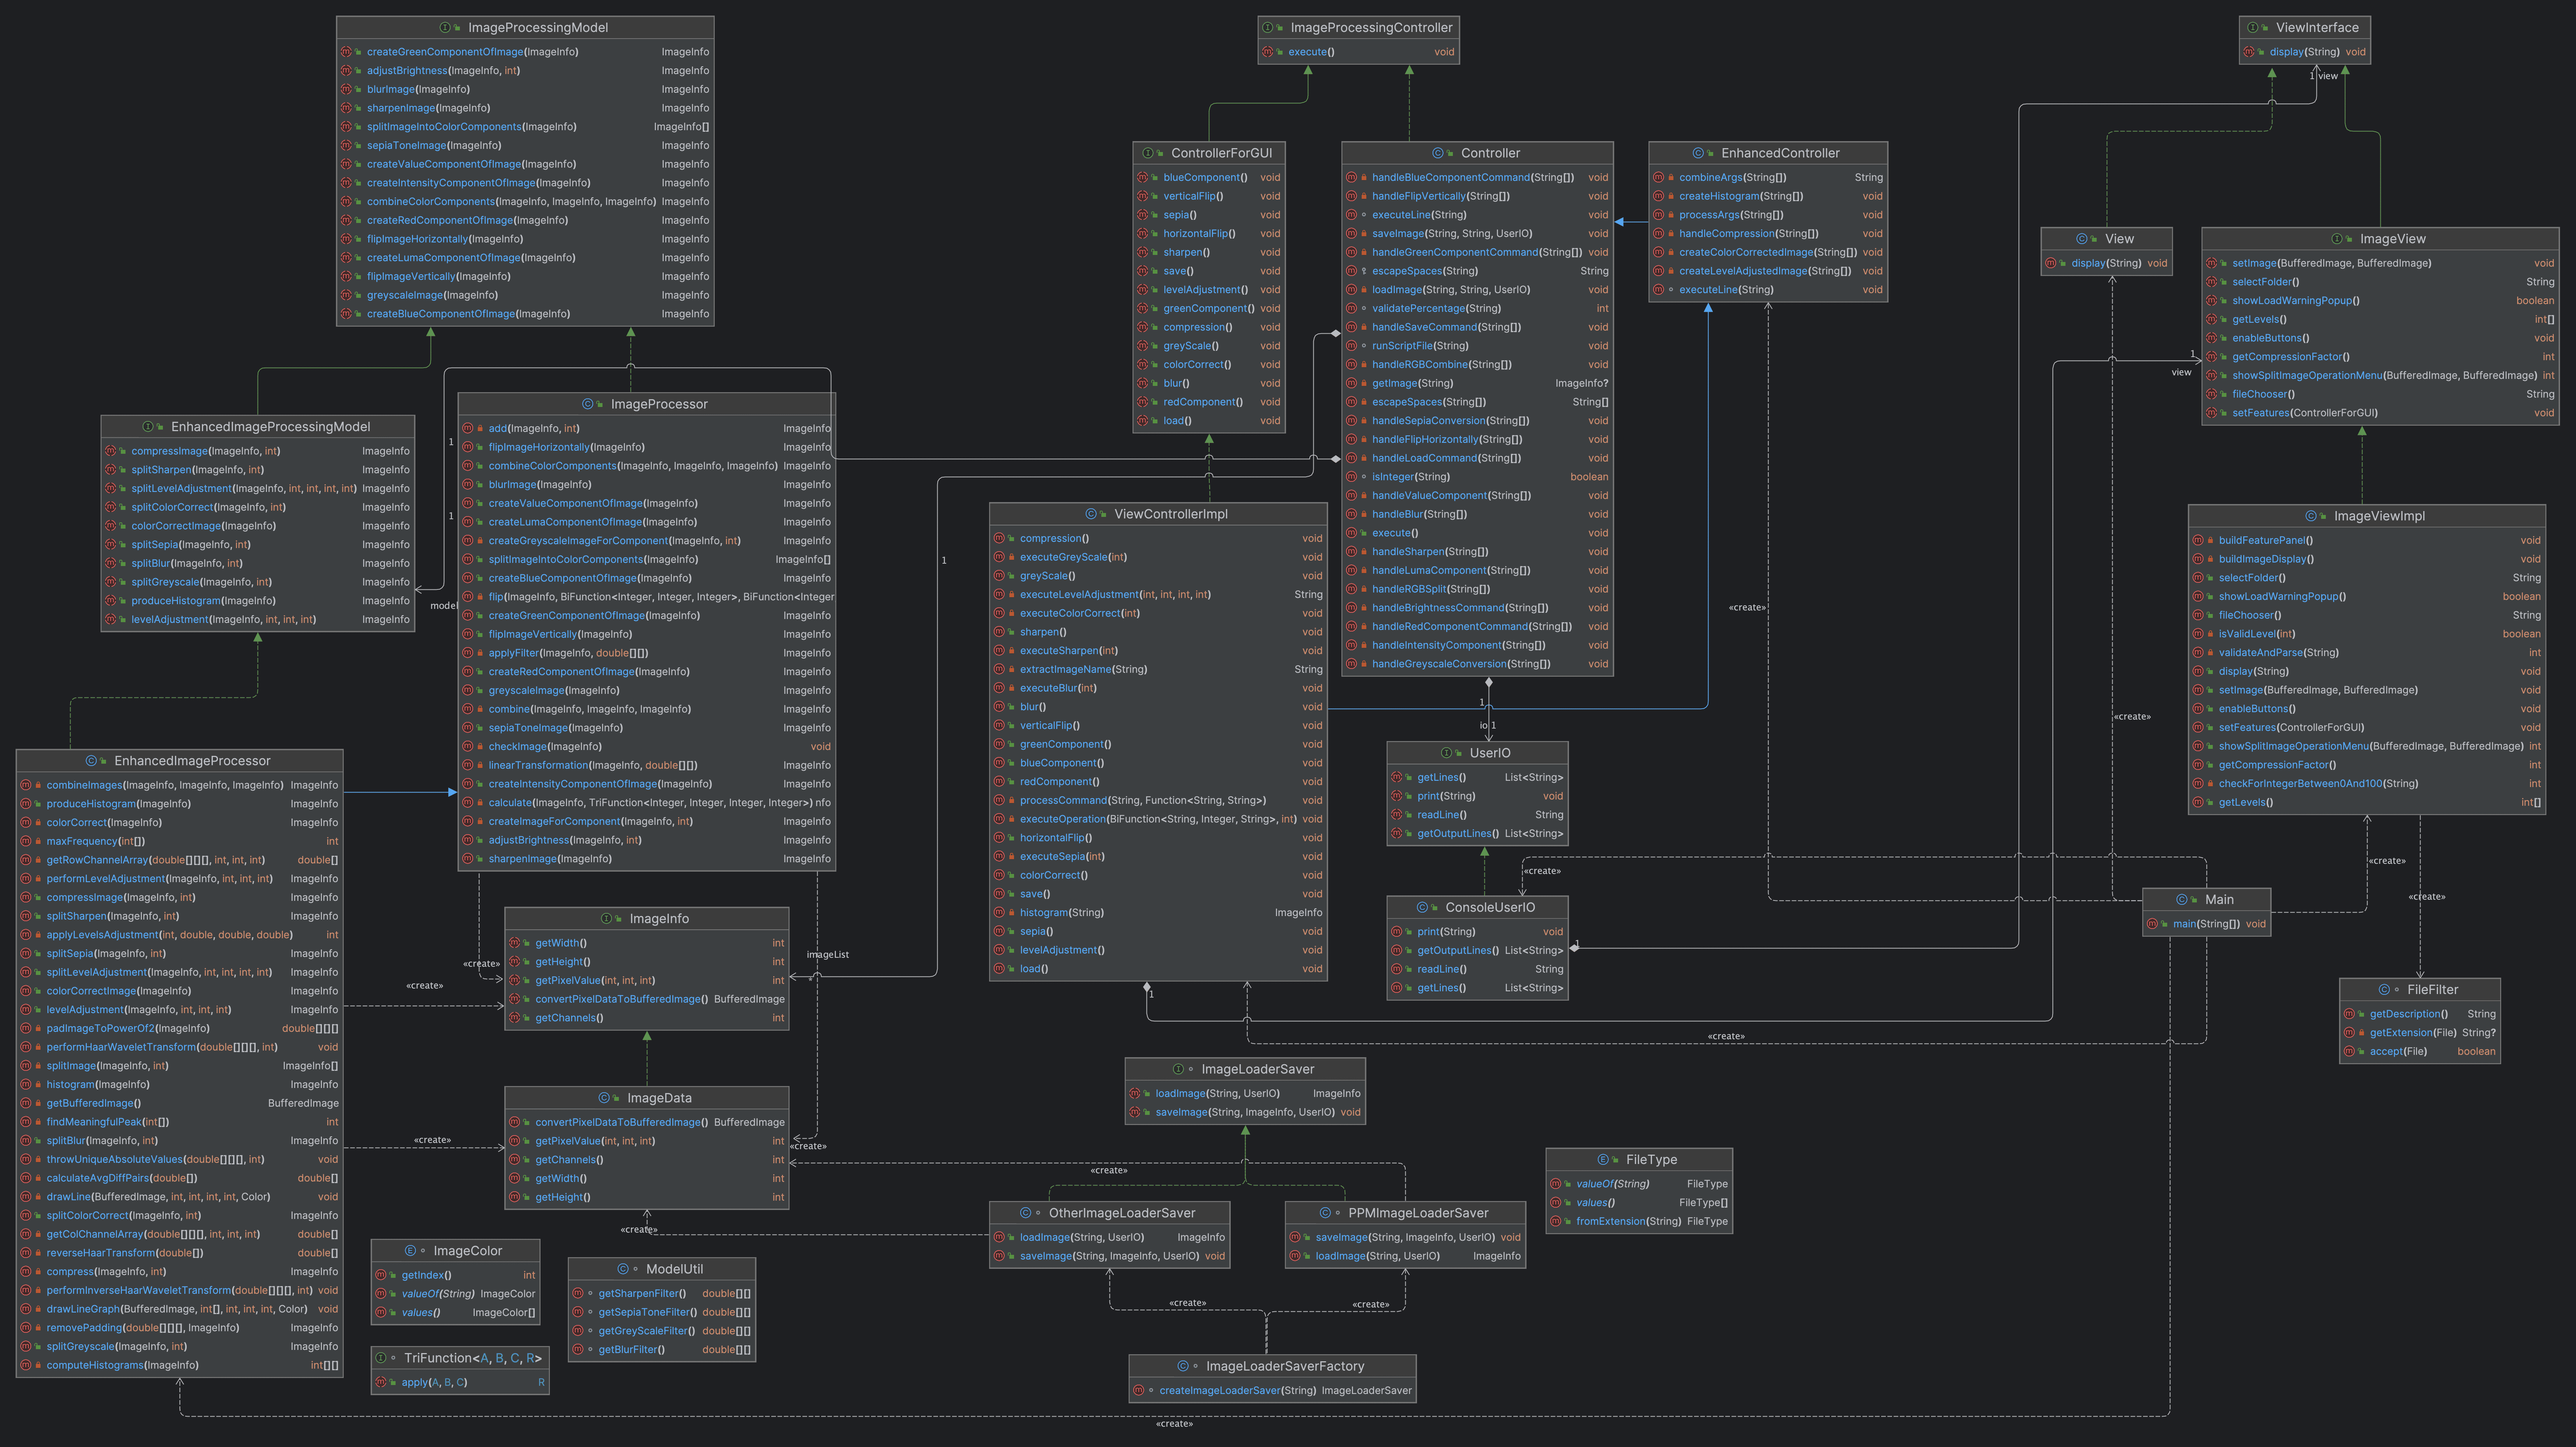 ImageProcessingModel
createGreenComponentOfImage(ImageInfo) ImageInfo
adjustBrightness(ImageInfo, int) ImageInfo
blurImage(ImageInfo) ImageInfo
sharpenImage(ImageInfo) ImageInfo
splitImageIntoColorComponents(ImageInfo) ImageInfo[]
sepiaToneImage(ImageInfo) ImageInfo
createValueComponentOfImage(ImageInfo) ImageInfo
createIntensityComponentOfImage(ImageInfo) ImageInfo
combineColorComponents(ImageInfo, ImageInfo, ImageInfo) ImageInfo
createRedComponentOfImage(ImageInfo) ImageInfo
flipImageHorizontally(ImageInfo) ImageInfo
createLumaComponentOfImage(ImageInfo) ImageInfo
flipImageVertically(ImageInfo) ImageInfo
greyscaleImage(ImageInfo) ImageInfo
createBlueComponentOfImage(ImageInfo) ImageInfo
ImageProcessingController
execute() void
ViewInterface
display(String) void
1 view
ControllerForGUI
blueComponent() void
verticalFlip() void
sepia() void
horizontalFlip() void
sharpen() void
save() void
levelAdjustment() void
greenComponent() void
compression() void
greyScale() void
colorCorrect() void
blur() void
redComponent() void
load() void
Controller
handleBlueComponentCommand(String[]) void
handleFlipVertically(String[]) void
executeLine(String) void
saveImage(String, String, UserIO) void
handleGreenComponentCommand(String[]) void
escapeSpaces(String) String
loadImage(String, String, UserIO) void
validatePercentage(String) int
handleSaveCommand(String[]) void
runScriptFile(String) void
handleRGBCombine(String[]) void
getImage(String) ImageInfo?
escapeSpaces(String[]) String[]
handleSepiaConversion(String[]) void
handleFlipHorizontally(String[]) void
handleLoadCommand(String[]) void
isInteger(String) boolean
handleValueComponent(String[]) void
handleBlur(String[]) void
execute() void
handleSharpen(String[]) void
handleLumaComponent(String[]) void
handleRGBSplit(String[]) void
handleBrightnessCommand(String[]) void
handleRedComponentCommand(String[]) void
handleIntensityComponent(String[]) void
handleGreyscaleConversion(String[]) void
EnhancedController
combineArgs(String[]) String
createHistogram(String[]) void
processArgs(String[]) void
handleCompression(String[]) void
createColorCorrectedImage(String[]) void
createLevelAdjustedImage(String[]) void
executeLine(String) void
View
display(String) void
ImageView
setImage(BufferedImage, BufferedImage) void
selectFolder() String
showLoadWarningPopup() boolean
getLevels() int[]
enableButtons() void
getCompressionFactor() int
showSplitImageOperationMenu(BufferedImage, BufferedImage) int
fileChooser() String
setFeatures(ControllerForGUI) void
1
view
EnhancedImageProcessingModel
compressImage(ImageInfo, int) ImageInfo
splitSharpen(ImageInfo, int) ImageInfo
splitLevelAdjustment(ImageInfo, int, int, int, int) ImageInfo
splitColorCorrect(ImageInfo, int) ImageInfo
colorCorrectImage(ImageInfo) ImageInfo
splitSepia(ImageInfo, int) ImageInfo
splitBlur(ImageInfo, int) ImageInfo
splitGreyscale(ImageInfo, int) ImageInfo
produceHistogram(ImageInfo) ImageInfo
levelAdjustment(ImageInfo, int, int, int) ImageInfo
1
1
model
ImageProcessor
add(ImageInfo, int) ImageInfo
flipImageHorizontally(ImageInfo) ImageInfo
combineColorComponents(ImageInfo, ImageInfo, ImageInfo) ImageInfo
blurImage(ImageInfo) ImageInfo
createValueComponentOfImage(ImageInfo) ImageInfo
createLumaComponentOfImage(ImageInfo) ImageInfo
createGreyscaleImageForComponent(ImageInfo, int) ImageInfo
splitImageIntoColorComponents(ImageInfo) ImageInfo[]
createBlueComponentOfImage(ImageInfo) ImageInfo
flip(ImageInfo, BiFunction<Integer, Integer, Integer>, BiFunction<Integer
createGreenComponentOfImage(ImageInfo) ImageInfo
flipImageVertically(ImageInfo) ImageInfo
applyFilter(ImageInfo, double[][]) ImageInfo
createRedComponentOfImage(ImageInfo) ImageInfo
greyscaleImage(ImageInfo) ImageInfo
combine(ImageInfo, ImageInfo, ImageInfo) ImageInfo
sepiaToneImage(ImageInfo) ImageInfo
checkImage(ImageInfo) void
linearTransformation(ImageInfo, double[][]) ImageInfo
createIntensityComponentOfImage(ImageInfo) ImageInfo
calculate(ImageInfo, TriFunction<Integer, Integer, Integer, Integer>) nfo
createImageForComponent(ImageInfo, int) ImageInfo
adjustBrightness(ImageInfo, int) ImageInfo
sharpenImage(ImageInfo) ImageInfo
1
ViewControllerImpl
compression() void
executeGreyScale(int) void
greyScale() void
executeLevelAdjustment(int, int, int, int) String
executeColorCorrect(int) void
sharpen() void
executeSharpen(int) void
extractImageName(String) String
executeBlur(int) void
blur() void
verticalFlip() void
greenComponent() void
blueComponent() void
redComponent() void
processCommand(String, Function<String, String>) void
executeOperation(BiFunction<String, Integer, String>, int) void
horizontalFlip() void
executeSepia(int) void
colorCorrect() void
save() void
histogram(String) ImageInfo
sepia() void
levelAdjustment() void
load() void
1
1
io 1
UserIO
getLines() List<String>
print(String) void
readLine() String
getOutputLines() List<String>
«create»
ConsoleUserIO
print(String) void
getOutputLines() List<String>
readLine() String
getLines() List<String>
1
«create»
«create»
ImageViewImpl
buildFeaturePanel() void
buildImageDisplay() void
selectFolder() String
showLoadWarningPopup() boolean
fileChooser() String
isValidLevel(int) boolean
validateAndParse(String) int
display(String) void
setImage(BufferedImage, BufferedImage) void
enableButtons() void
setFeatures(ControllerForGUI) void
showSplitImageOperationMenu(BufferedImage, BufferedImage) int
getCompressionFactor() int
checkForIntegerBetween0And100(String) int
getLevels() int[]
«create»
«create»
Main
main(String[]) void
FileFilter
getDescription() String
getExtension(File) String?
accept(File) boolean
«create»
EnhancedImageProcessor
combineImages(ImageInfo, ImageInfo, ImageInfo) ImageInfo
produceHistogram(ImageInfo) ImageInfo
colorCorrect(ImageInfo) ImageInfo
maxFrequency(int[]) int
getRowChannelArray(double[][][], int, int, int) double[]
performLevelAdjustment(ImageInfo, int, int, int) ImageInfo
compressImage(ImageInfo, int) ImageInfo
splitSharpen(ImageInfo, int) ImageInfo
applyLevelsAdjustment(int, double, double, double) int
splitSepia(ImageInfo, int) ImageInfo
splitLevelAdjustment(ImageInfo, int, int, int, int) ImageInfo
colorCorrectImage(ImageInfo) ImageInfo
levelAdjustment(ImageInfo, int, int, int) ImageInfo
padImageToPowerOf2(ImageInfo) double[][][]
performHaarWaveletTransform(double[][][], int) void
splitImage(ImageInfo, int) ImageInfo[]
histogram(ImageInfo) ImageInfo
getBufferedImage() BufferedImage
findMeaningfulPeak(int[]) int
splitBlur(ImageInfo, int) ImageInfo
throwUniqueAbsoluteValues(double[][][], int) void
calculateAvgDiffPairs(double[]) double[]
drawLine(BufferedImage, int, int, int, int, Color) void
splitColorCorrect(ImageInfo, int) ImageInfo
getColChannelArray(double[][][], int, int, int) double[]
reverseHaarTransform(double[]) double[]
compress(ImageInfo, int) ImageInfo
performInverseHaarWaveletTransform(double[][][], int) void
drawLineGraph(BufferedImage, int[], int, int, int, Color) void
removePadding(double[][][], ImageInfo) ImageInfo
splitGreyscale(ImageInfo, int) ImageInfo
computeHistograms(ImageInfo) int[][]
«create»
«create»
«create»
ImageInfo
getWidth() int
getHeight() int
getPixelValue(int, int, int) int
convertPixelDataToBufferedImage() BufferedImage
getChannels() int
imageList
*
ImageData
convertPixelDataToBufferedImage() BufferedImage
getPixelValue(int, int, int) int
getChannels() int
getWidth() int
getHeight() int
«create»
«create»
«create»
ImageLoaderSaver
loadImage(String, UserIO) ImageInfo
saveImage(String, ImageInfo, UserIO) void
OtherImageLoaderSaver
loadImage(String, UserIO) ImageInfo
saveImage(String, ImageInfo, UserIO) void
PPMImageLoaderSaver
saveImage(String, ImageInfo, UserIO) void
loadImage(String, UserIO) ImageInfo
FileType
valueOf(String) FileType
values() FileType[]
fromExtension(String) FileType
ImageColor
getIndex() int
valueOf(String) ImageColor
values() ImageColor[]
ModelUtil
getSharpenFilter() double[][]
getSepiaToneFilter() double[][]
getGreyScaleFilter() double[][]
getBlurFilter() double[][]
«create»
«create»
TriFunction<A, B, C, R>
apply(A, B, C) R
ImageLoaderSaverFactory
createImageLoaderSaver(String) ImageLoaderSaver
«create»